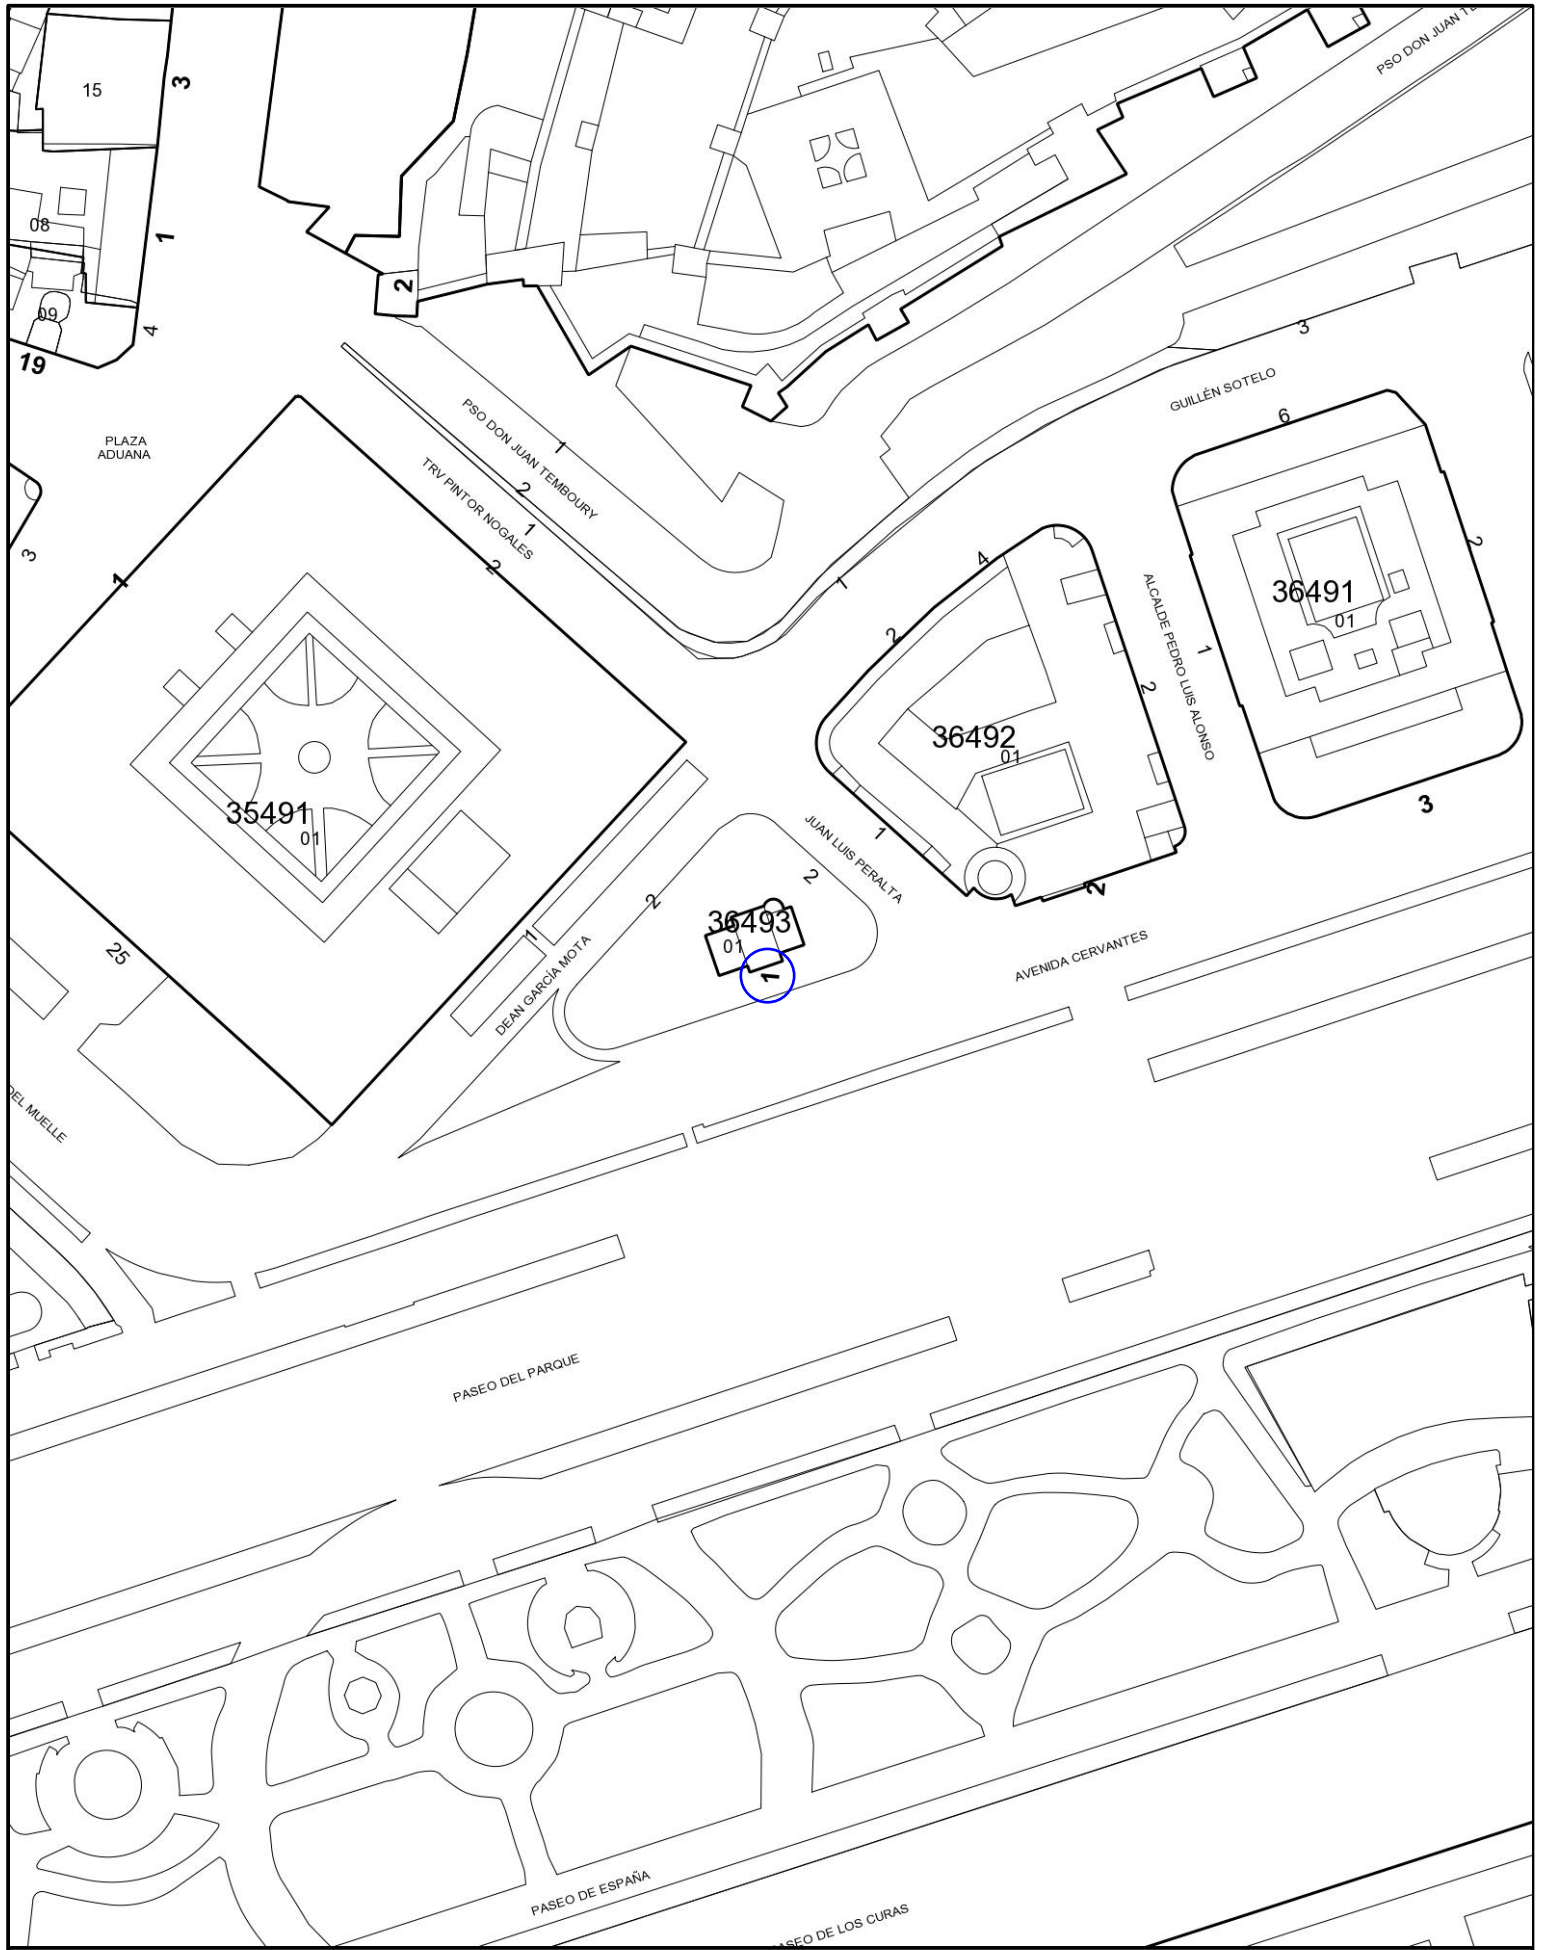 PSO DON JUAN TE
15
3
08
1
2
09
4
19
3
GUILLÉN SOTELO
6
PLAZA
ADUANA
PSO DON JUAN TEMBOURY
1
2
TRV PINTOR NOGALES
1
2
3
1
4
2
1
ALCALDE PEDRO LUIS ALONSO
36491
01
2
1
2
2
36492
01
35491
01
JUAN LUIS PERALTA
1
3
2
2
2
36493
01
1
1
25
DEAN GARCÍA MOTA
AVENIDA CERVANTES
DEL MUELLE
PASEO DEL PARQUE
PASEO DE ESPAÑA
ASEO DE LOS CURAS